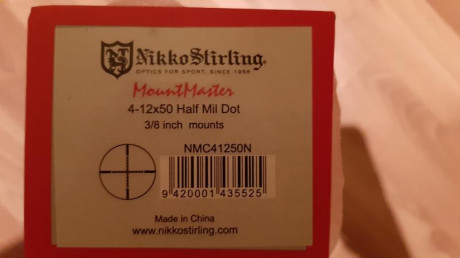 NikkoStirling.
OPTICS FOR SPORT, SINCE 1956
MountMaster
4-12x50 Half Mil Dot
3/8 inch mounts
NMC41250N
9 420001 435525
Made in China
www.nikkostirling.com